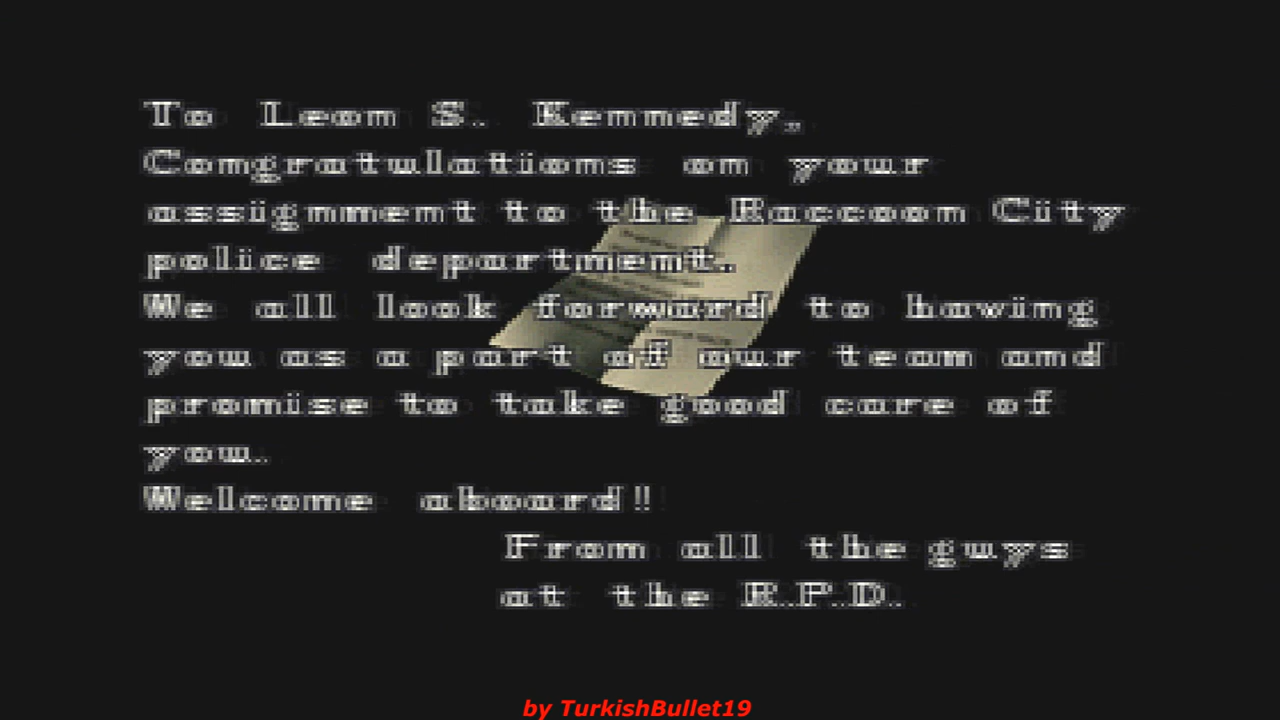 To Leon S. Kennedy,
Congratulations on your
assignment to the Raccoon City
police department.
We all look forward to having
you as a part of our team and
promise to take good care of
you.
Welcome aboard!!
From all the guys
at the R.P.D.
by TurkishBullet19